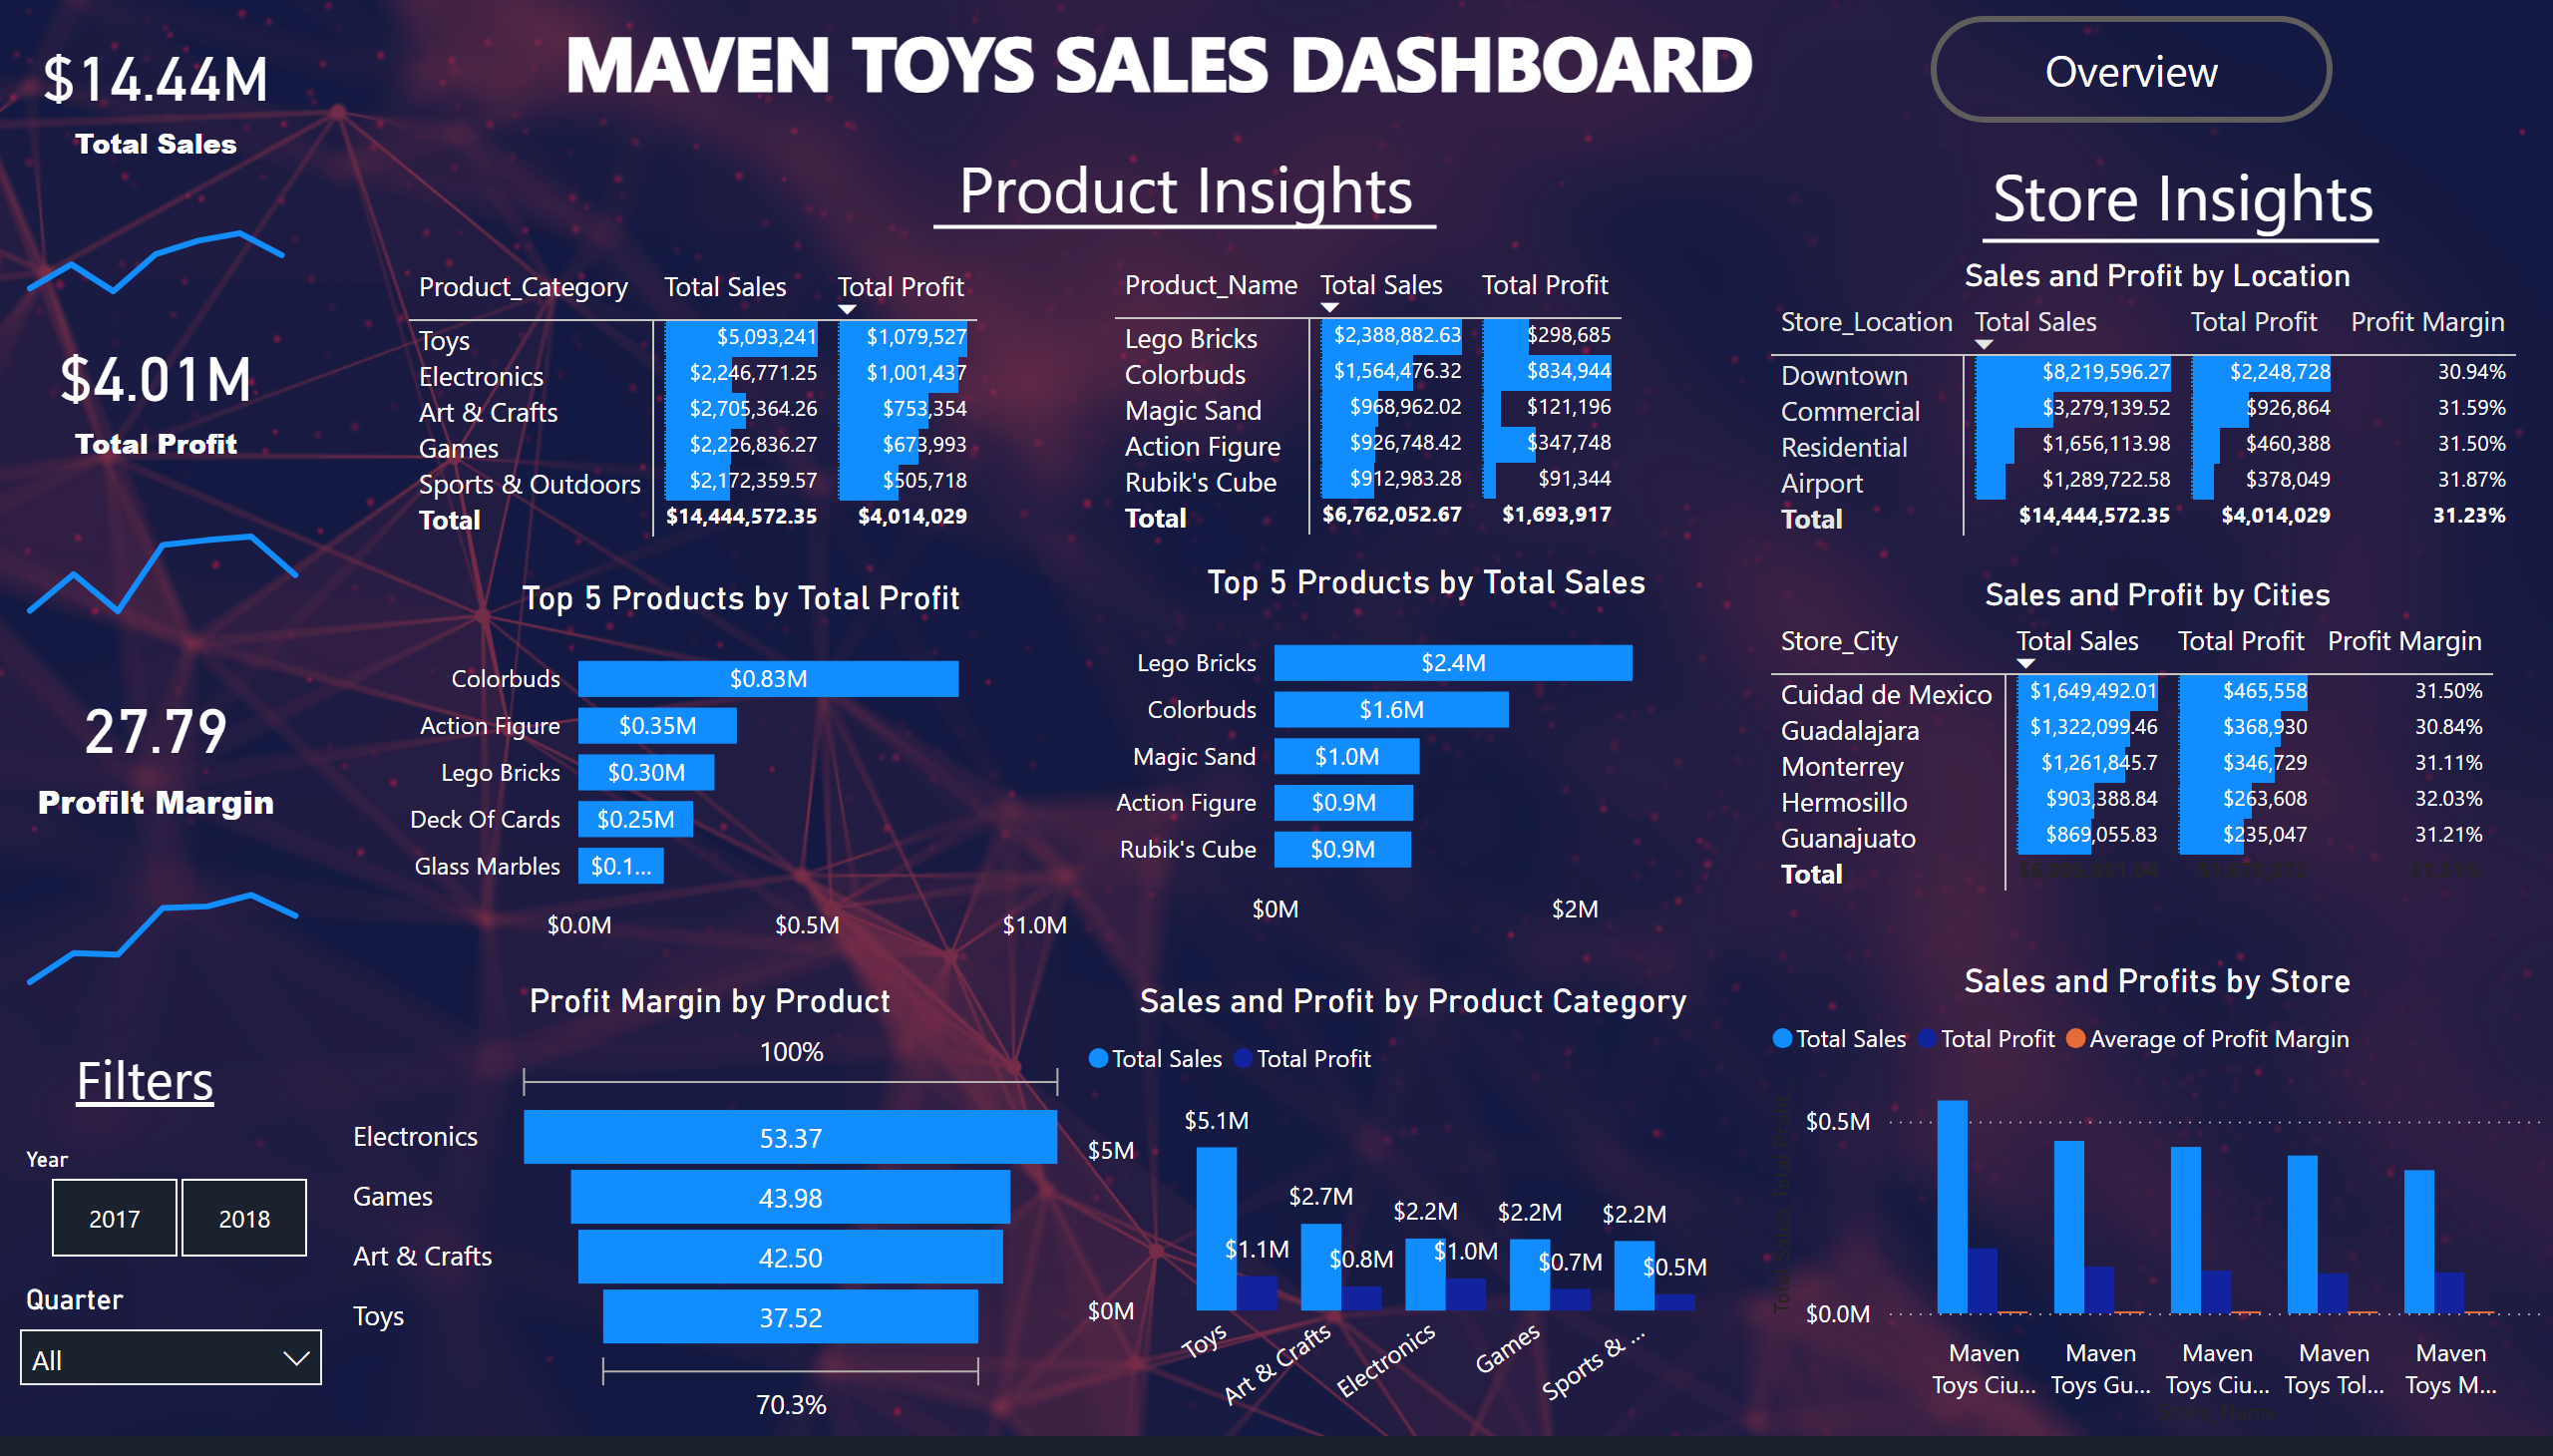 MAVEN TOYS SALES DASHBOARD
Overview
$14.44M
Total Sales
$4.01M
Total Profit
27.79
Profilt Margin
Filters
Year
2017 2018
Quarter
All
Product Insights
Product_Category Total Sales Total Profit
Toys $5,093,241 $1,079,527
Electronics $2,246,771.25 $1,001,437
Art & Crafts $2,705,364.26 $753,354
Games $2,226,836.27 $673,993
Sports & Outdoors $2,172,359.57 $505,718
Total $14,444,572.35 $4,014,029
Product_Name Total Sales Total Profit
Lego Bricks $2,388,882.63 $298,685
Colorbuds $1,564,476.32 $834,944
Magic Sand $968,962.02 $121,196
Action Figure $926,748.42 $347,748
Rubik's Cube $912,983.28 $91,344
Total $6,762,052.67 $1,693,917
Top 5 Products by Total Profit
Colorbuds $0.83M
Action Figure $0.35M
Lego Bricks $0.30M
Deck Of Cards $0.25M
Glass Marbles $0.1...
$0.0M $0.5M $1.0M
Top 5 Products by Total Sales
Lego Bricks $2.4M
Colorbuds $1.6M
Magic Sand $1.0M
Action Figure $0.9M
Rubik's Cube $0.9M
$0M $2M
Profit Margin by Product
100%
Electronics 53.37
Games 43.98
Art & Crafts 42.50
Toys 37.52
70.3%
Sales and Profit by Product Category
Total Sales Total Profit
$5M
$0M
$5.1M $1.1M
$2.7M $0.8M
$2.2M $1.0M
$2.2M $0.7M
$2.2M $0.5M
Toys Art & Crafts Electronics Games Sports & ...
Store Insights
Sales and Profit by Location
Store_Location Total Sales Total Profit Profit Margin
Downtown $8,219,596.27 $2,248,728 30.94%
Commercial $3,279,139.52 $926,864 31.59%
Residential $1,656,113.98 $460,388 31.50%
Airport $1,289,722.58 $378,049 31.87%
Total $14,444,572.35 $4,014,029 31.23%
Sales and Profit by Cities
Store_City Total Sales Total Profit Profit Margin
Cuidad de Mexico $1,649,492.01 $465,558 31.50%
Guadalajara $1,322,099.46 $368,930 30.84%
Monterrey $1,261,845.7 $346,729 31.11%
Hermosillo $903,388.84 $263,608 32.03%
Guanajuato $869,055.83 $235,047 31.21%
Total
Sales and Profits by Store
Total Sales Total Profit Average of Profit Margin
Total Sales Total Profit
$0.5M
$0.0M
Maven Maven Maven Maven Maven
Toys Ciu... Toys Gu... Toys Ciu... Toys Tol... Toys M...